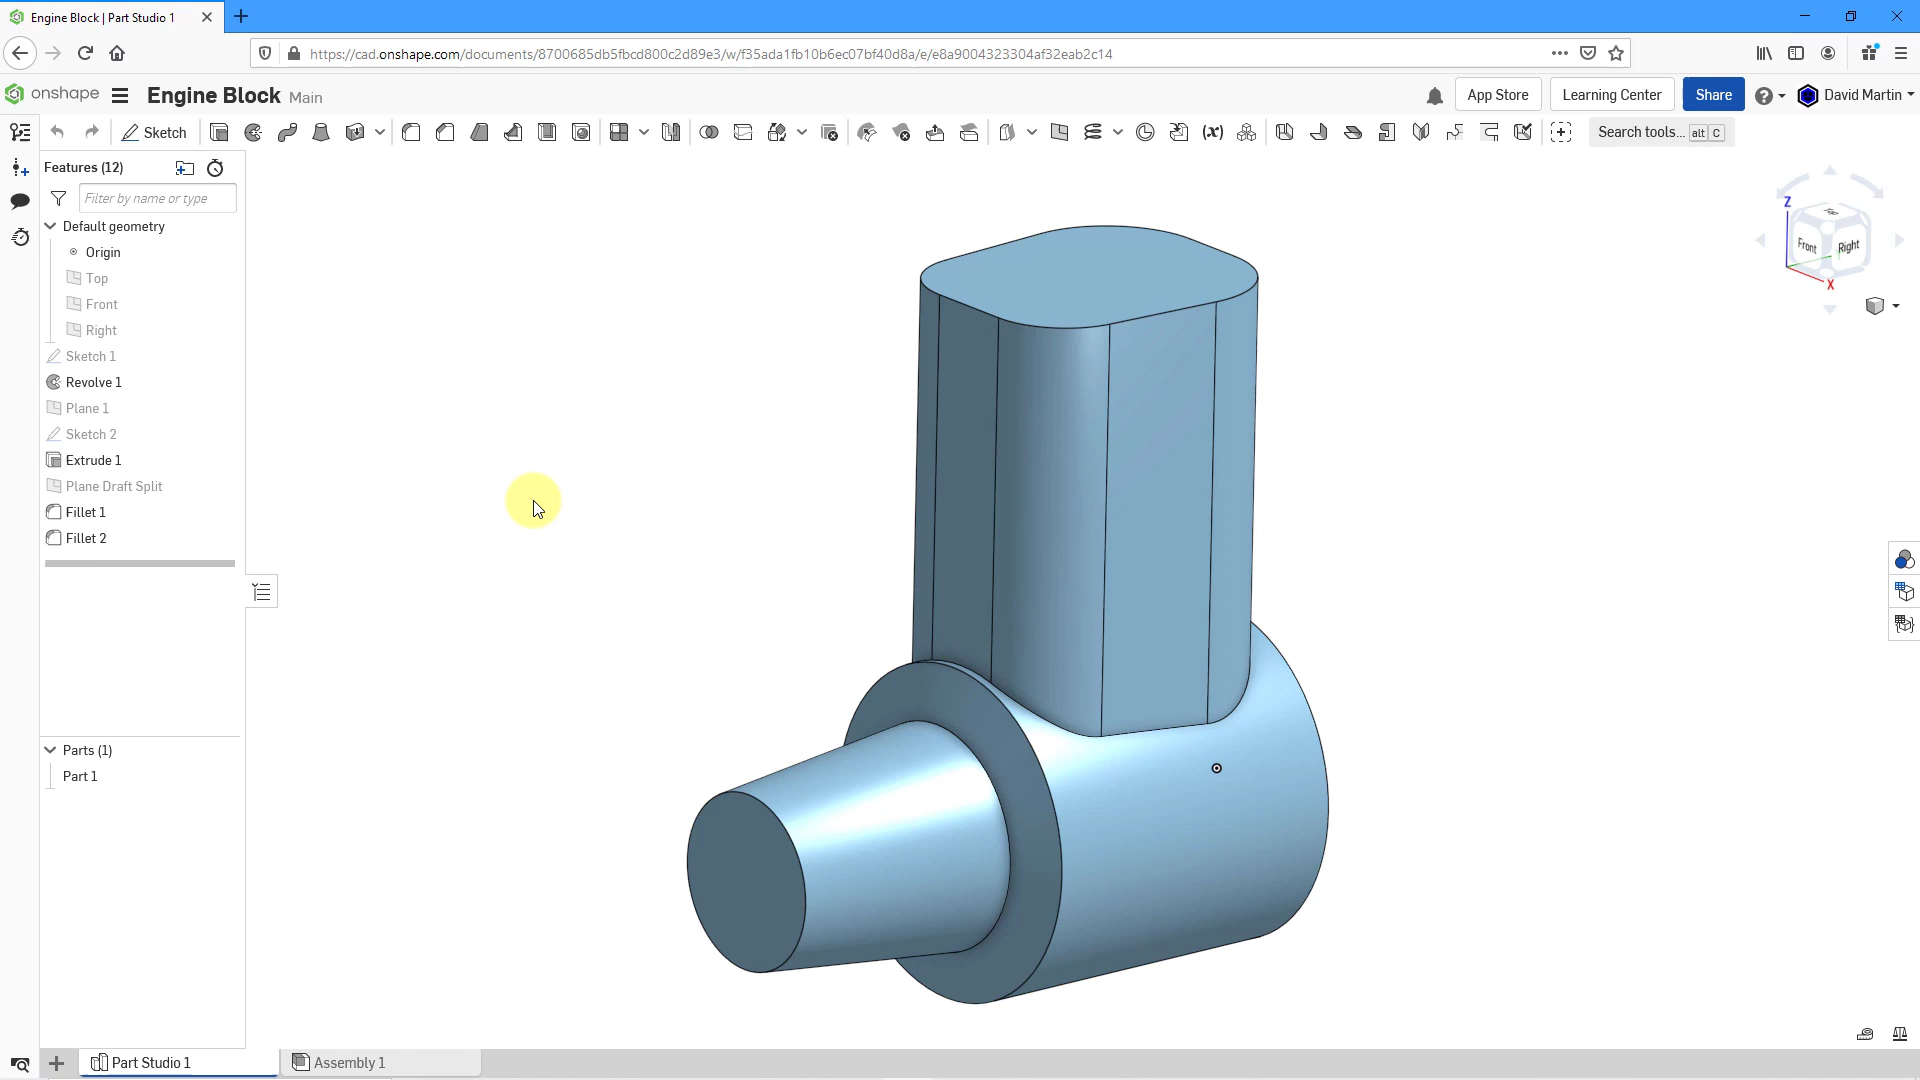 Engine Block | Part Studio 1
https://cad.onshape.com/documents/8700685db5fbcd800c2d89e3/w/f35ada1fb10b6ec07bf40d8a/e/e8a9004323304af32eab2c14
onshape
Engine Block Main
App Store
Learning Center
Share
David Martin
Sketch
Search tools... alt C
Features (12)
Filter by name or type
Default geometry
Origin
Top
Front
Right
Sketch 1
Revolve 1
Plane 1
Sketch 2
Extrude 1
Plane Draft Split
Fillet 1
Fillet 2
Parts (1)
Part 1
Z
Top
Front
Right
X
Part Studio 1
Assembly 1